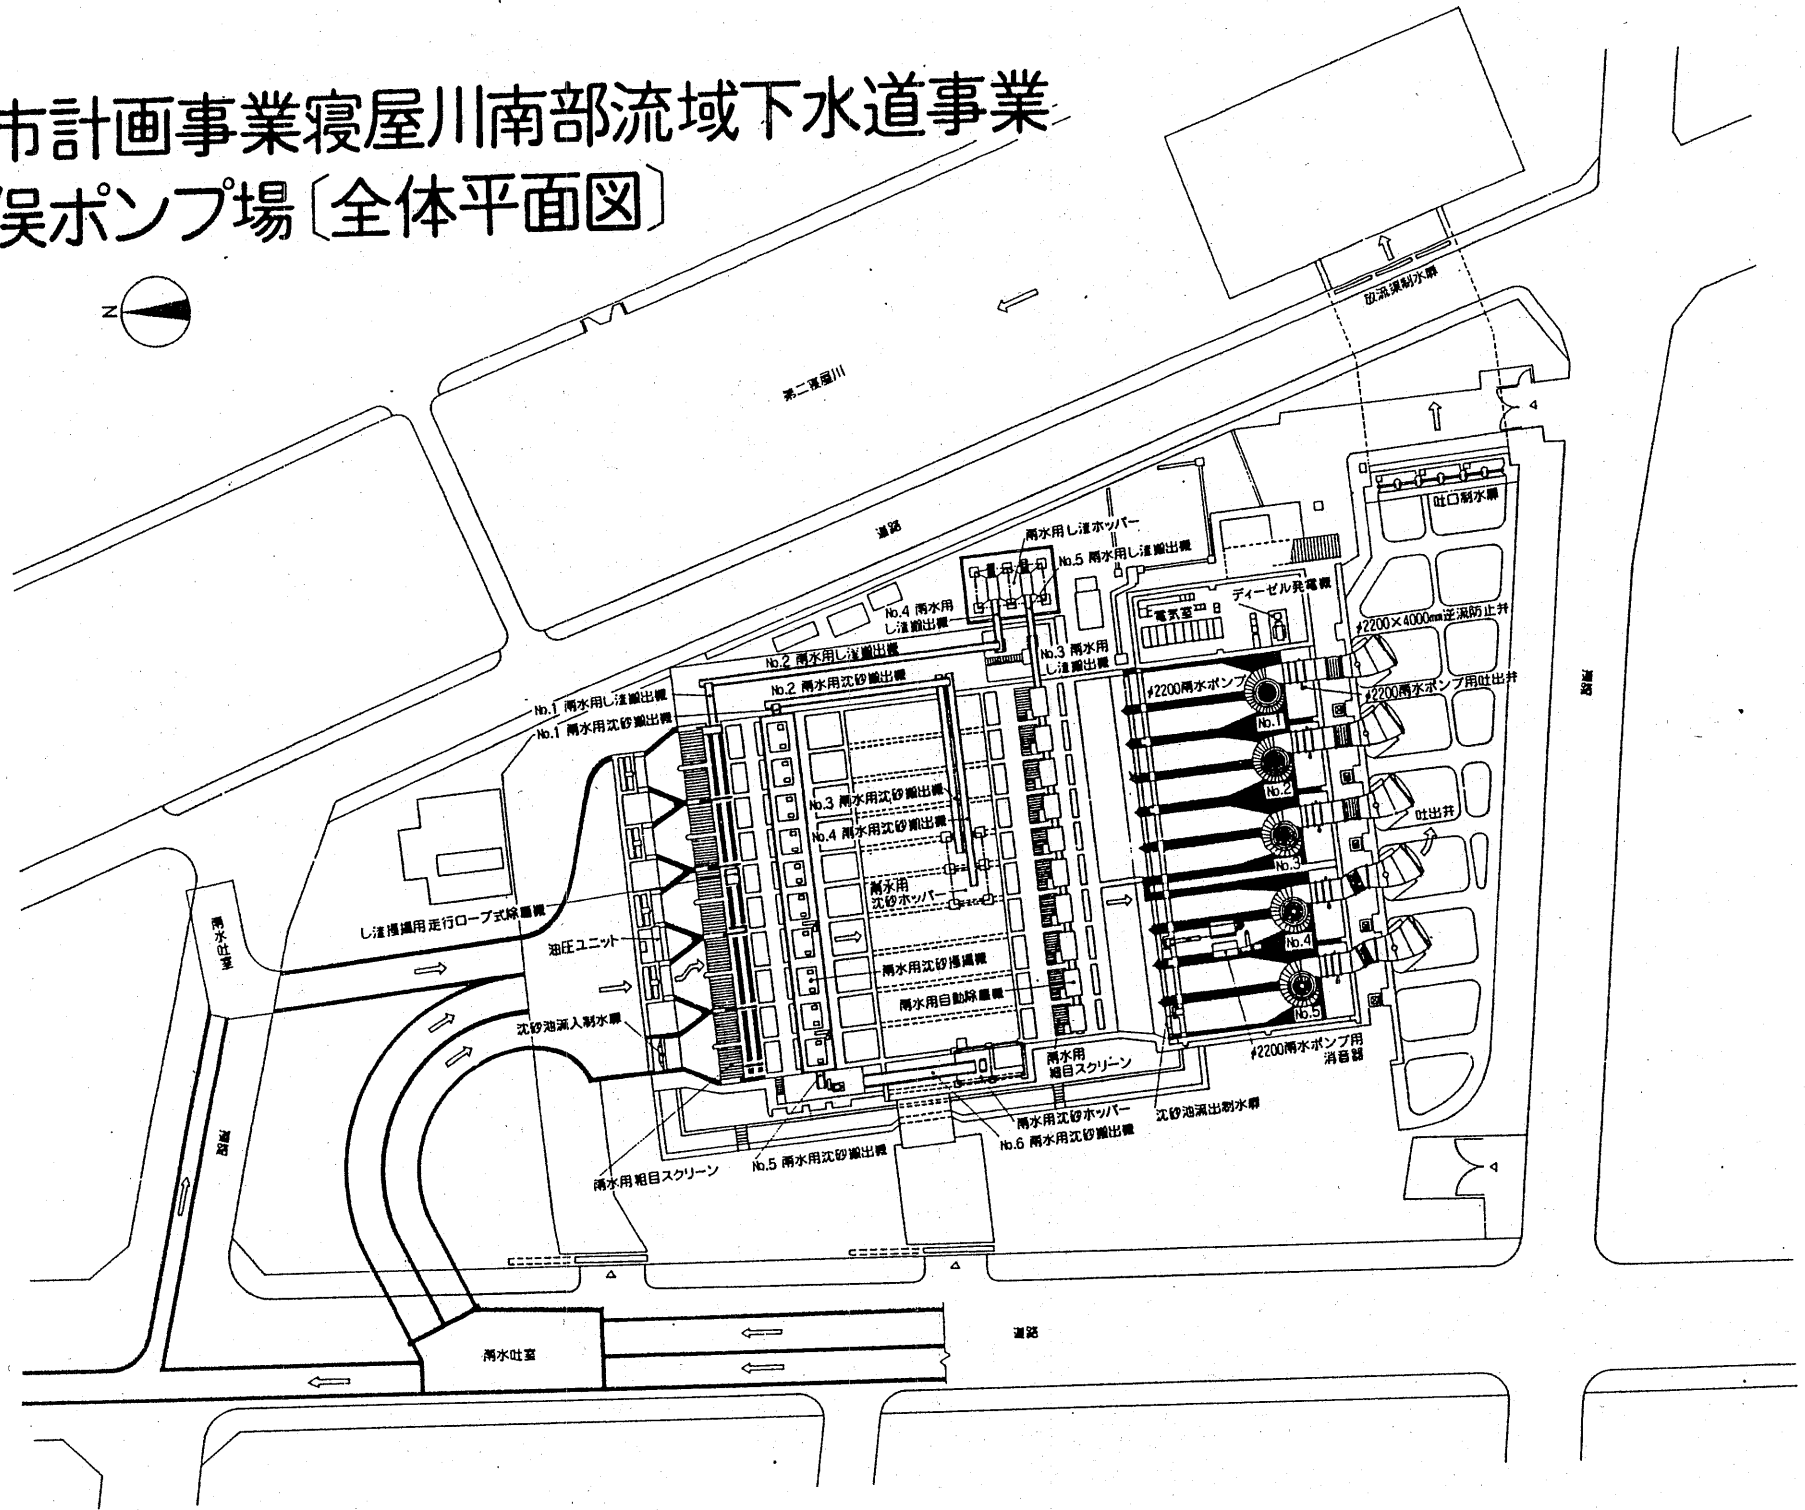 市計画事業寝屋川南部流域下水道事業
俣ポンプ場〔全体平面図〕
N
放流渠制水扉
第二寝屋川
道路
吐口制水扉
雨水用し渣ホッパー
No.5 雨水用し渣搬出機
ディーゼル発電機
電気室
No.4 雨水用
し渣搬出機
φ2200×4000mm逆流防止弁
No.2 雨水用し渣搬出機
No.3 雨水用
し渣搬出機
No.2 雨水用沈砂搬出機
φ2200雨水ポンプ
φ2200雨水ポンプ用吐出弁
No.1 雨水用し渣搬出機
No.1 雨水用沈砂搬出機
No.1
No.2
No.3 雨水用沈砂搬出機
No.4 雨水用沈砂搬出機
吐出井
No.3
雨水用
沈砂ホッパー
し渣掻揚用走行ロープ式除塵機
雨水吐室
油圧ユニット
No.4
雨水用沈砂掻揚機
雨水用自動除塵機
No.5
沈砂池流入制水扉
雨水用
細目スクリーン
φ2200雨水ポンプ用
消音器
雨水用沈砂ホッパー
沈砂池流出制水扉
No.6 雨水用沈砂搬出機
No.5 雨水用沈砂搬出機
雨水用粗目スクリーン
道路
道路
道路
雨水吐室